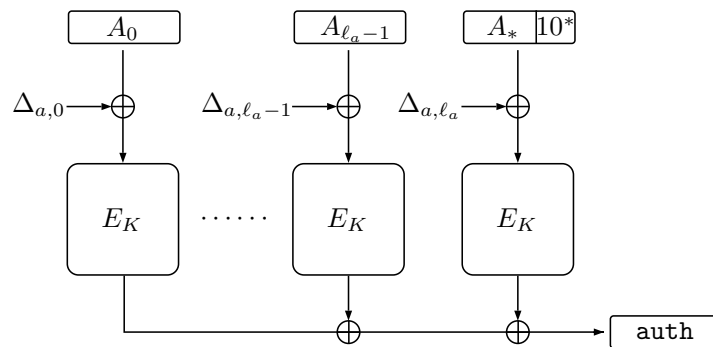 A_0 A_{ℓ_a−1} A_* 10^*
Δ_{a,0} Δ_{a,ℓ_a−1} Δ_{a,ℓ_a}
E_K ······ E_K E_K
auth